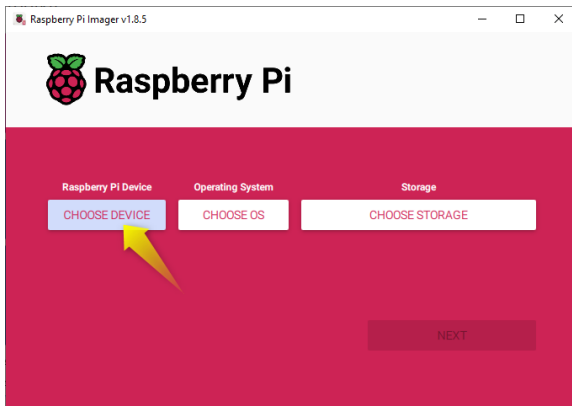 Raspberry Pi Imager v1.8.5
Raspberry Pi
Raspberry Pi Device Operating System Storage
CHOOSE DEVICE CHOOSE OS CHOOSE STORAGE
NEXT